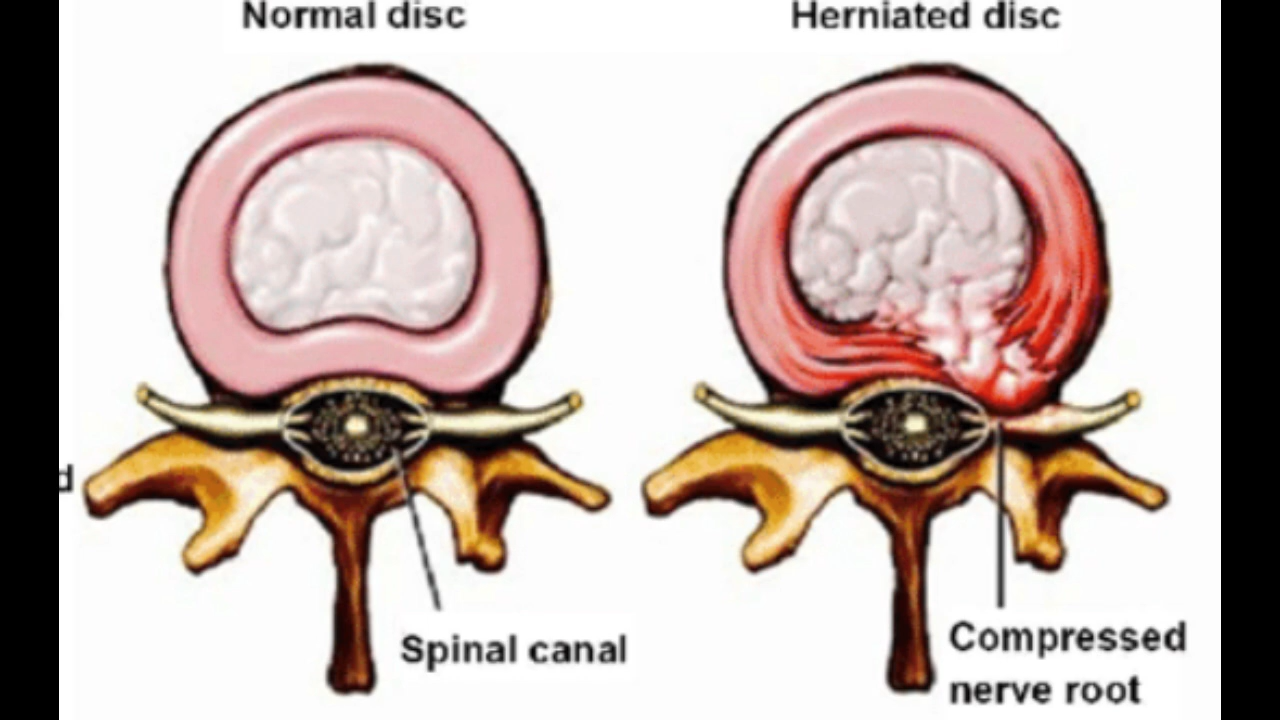 Normal disc
Herniated disc
d
Spinal canal
Compressed
nerve root